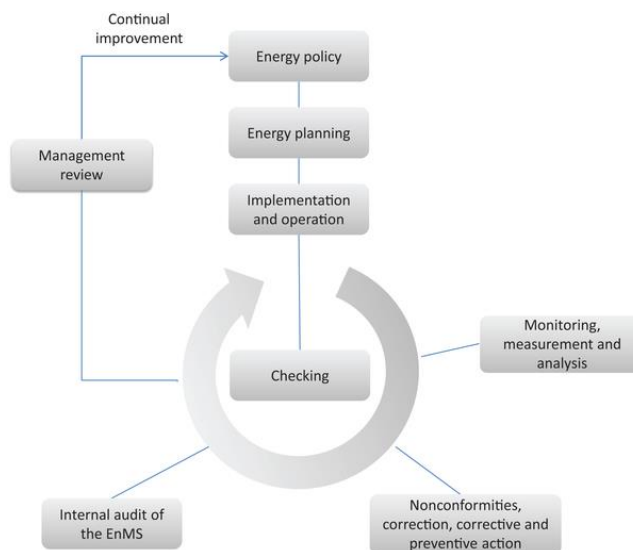 Continual
improvement
Energy policy
Energy planning
Management
review
Implementation
and operation
Monitoring,
measurement and
analysis
Checking
Internal audit of
the EnMS
Nonconformities,
correction, corrective and
preventive action